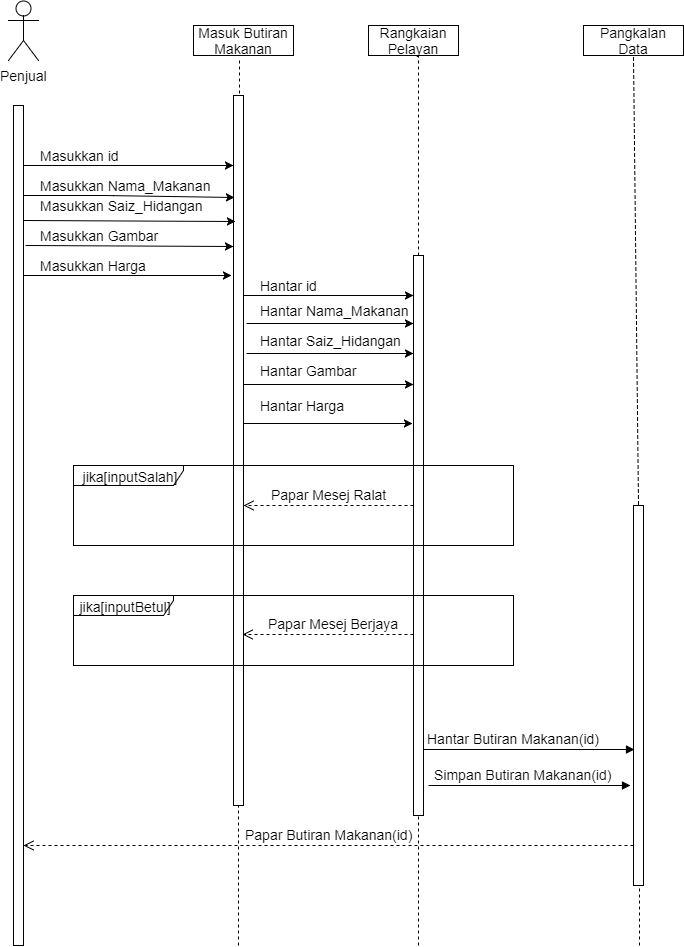 Masuk Butiran
Makanan
Rangkaian
Pelayan
Pangkalan
Data
Penjual
Masukkan id
Masukkan Nama_Makanan
Masukkan Saiz_Hidangan
Masukkan Gambar
Masukkan Harga
Hantar id
Hantar Nama_Makanan
Hantar Saiz_Hidangan
Hantar Gambar
Hantar Harga
jika[inputSalah]
Papar Mesej Ralat
jika[inputBetul]
Papar Mesej Berjaya
Hantar Butiran Makanan(id)
Simpan Butiran Makanan(id)
Papar Butiran Makanan(id)